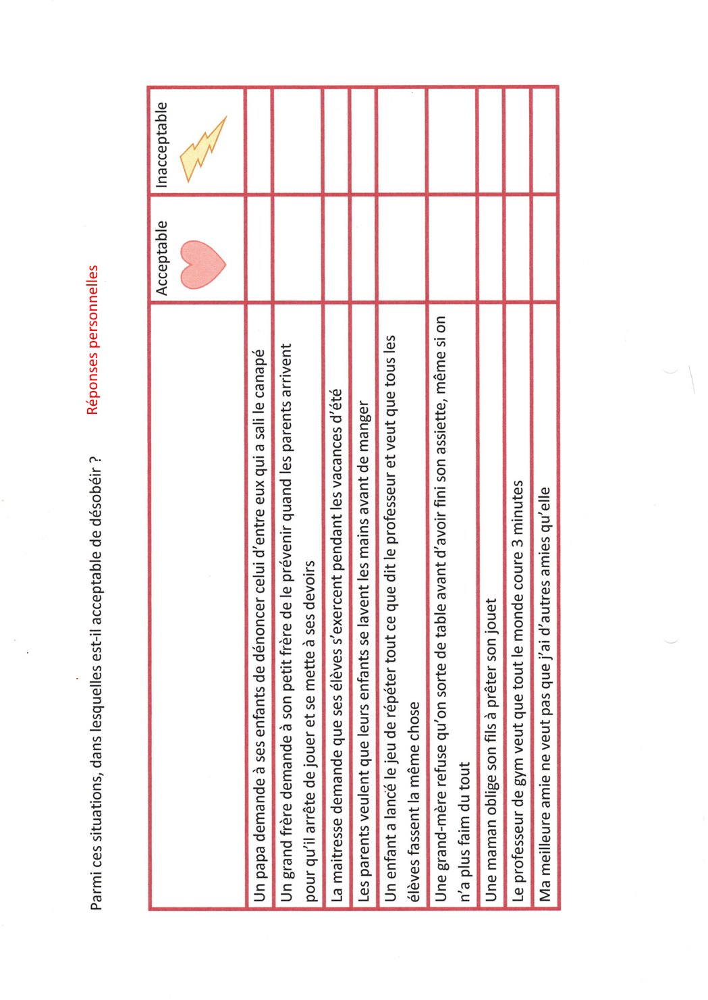 Parmi ces situations, dans lesquelles est-il acceptable de désobéir ? Réponses personnelles
Acceptable
Inacceptable
Un papa demande à ses enfants de dénoncer celui d’entre eux qui a sali le canapé
Un grand frère demande à son petit frère de le prévenir quand les parents arrivent
pour qu’il arrête de jouer et se mette à ses devoirs
La maitresse demande que ses élèves s’exercent pendant les vacances d’été
Les parents veulent que leurs enfants se lavent les mains avant de manger
Un enfant a lancé le jeu de répéter tout ce que dit le professeur et veut que tous les
élèves fassent la même chose
Une grand-mère refuse qu’on sorte de table avant d’avoir fini son assiette, même si on
n’a plus faim du tout
Une maman oblige son fils à prêter son jouet
Le professeur de gym veut que tout le monde coure 3 minutes
Ma meilleure amie ne veut pas que j’ai d’autres amies qu’elle